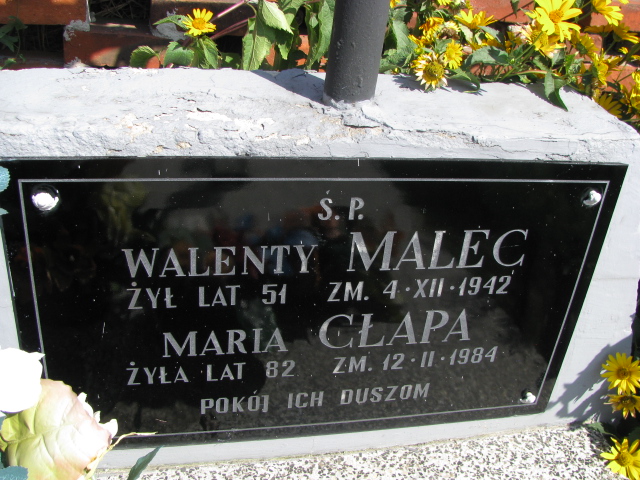 Ś.P.
WALENTY MALEC
ŻYŁ LAT 51 ZM. 4·XII·1942
MARIA CŁAPA
ŻYŁA LAT 82 ZM. 12·II·1984
POKÓJ ICH DUSZOM